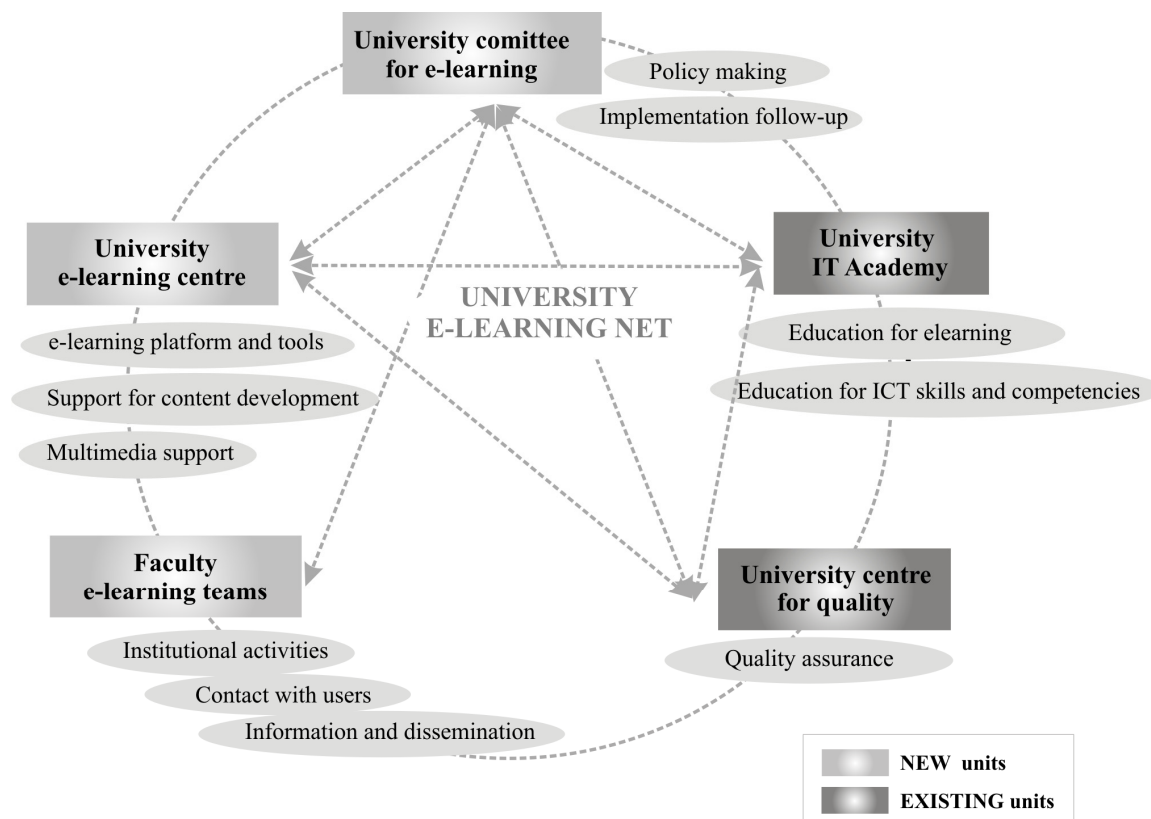 University comittee
for e-learning
Policy making
Implementation follow-up
University
e-learning centre
University
IT Academy
UNIVERSITY
E-LEARNING NET
e-learning platform and tools
Support for content development
Multimedia support
Education for elearning
Education for ICT skills and competencies
Faculty
e-learning teams
University centre
for quality
Institutional activities
Contact with users
Information and dissemination
Quality assurance
NEW units
EXISTING units